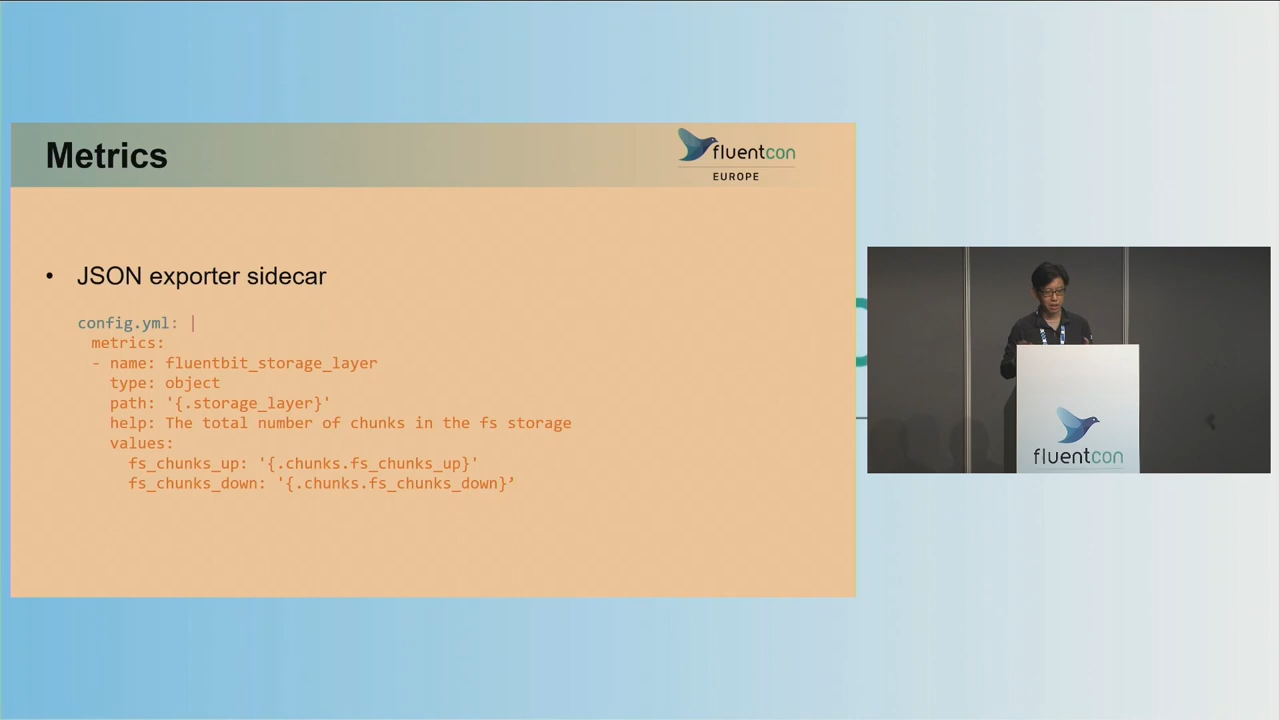 Metrics
fluentcon
EUROPE
• JSON exporter sidecar
config.yml: |
metrics:
- name: fluentbit_storage_layer
type: object
path: '{.storage_layer}'
help: The total number of chunks in the fs storage
values:
fs_chunks_up: '{.chunks.fs_chunks_up}'
fs_chunks_down: '{.chunks.fs_chunks_down}’
fluentcon